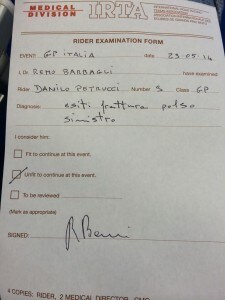 MEDICAL
DIVISION
IRTA
RIDER EXAMINATION FORM
EVENT: GP ITALIA date 29.05.14
I, Dr. REMO BARBAGLI have examined,
Rider DANILO PETRUCCI Number 9 Class GP
Diagnosis: esiti frattura polso
sinistro
I consider him:
Fit to continue at this event.
Unfit to continue at this event.
To be reviewed
(Mark as appropriate)
SIGNED:
4 COPIES: RIDER, 2 MEDICAL DIRECTOR,